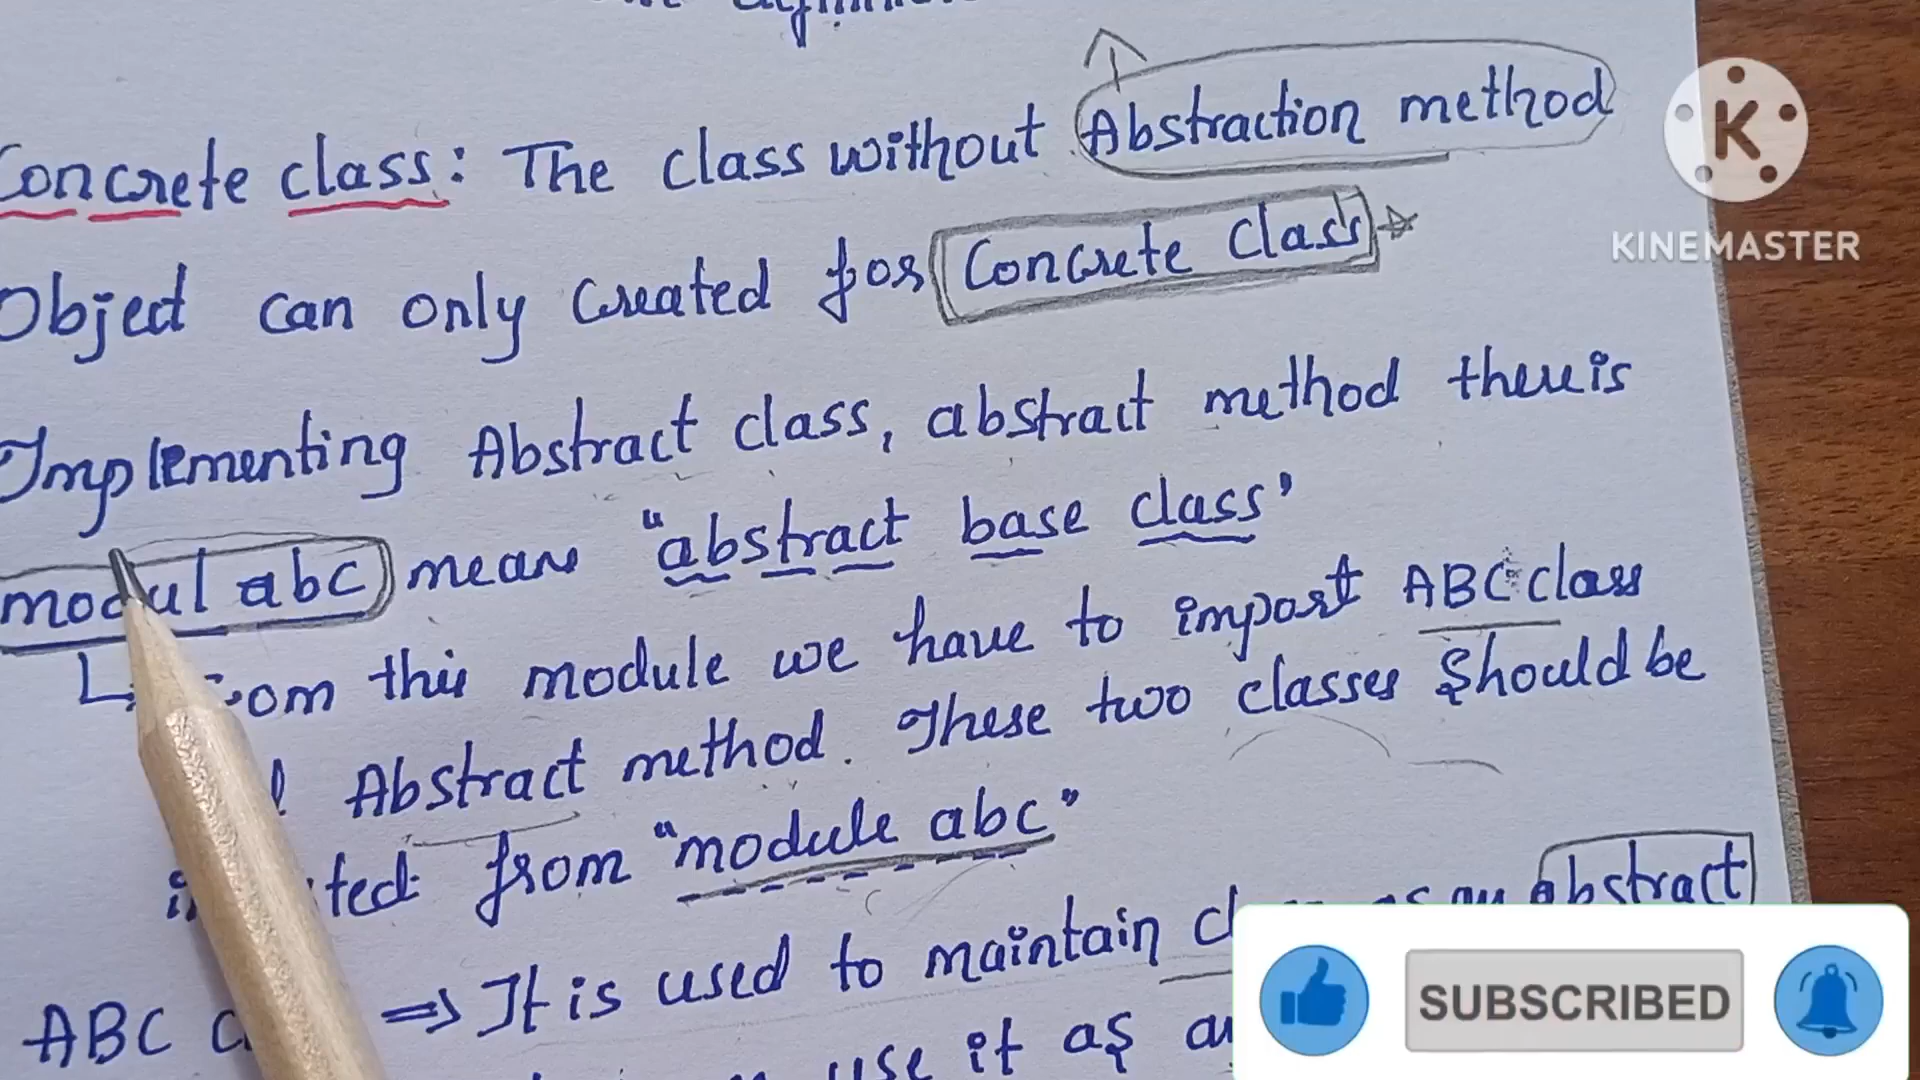 Concrete class: The class without Abstraction method
Object can only created for Concrete Class
Implementing Abstract class, abstract method there is
modul abc means "abstract base class"
from this module we have to import ABC class
Abstract method. These two classes should be
from "module abc"
ABC ⇒ It is used to maintain as an abstract
use it as
K
KINEMASTER
SUBSCRIBED